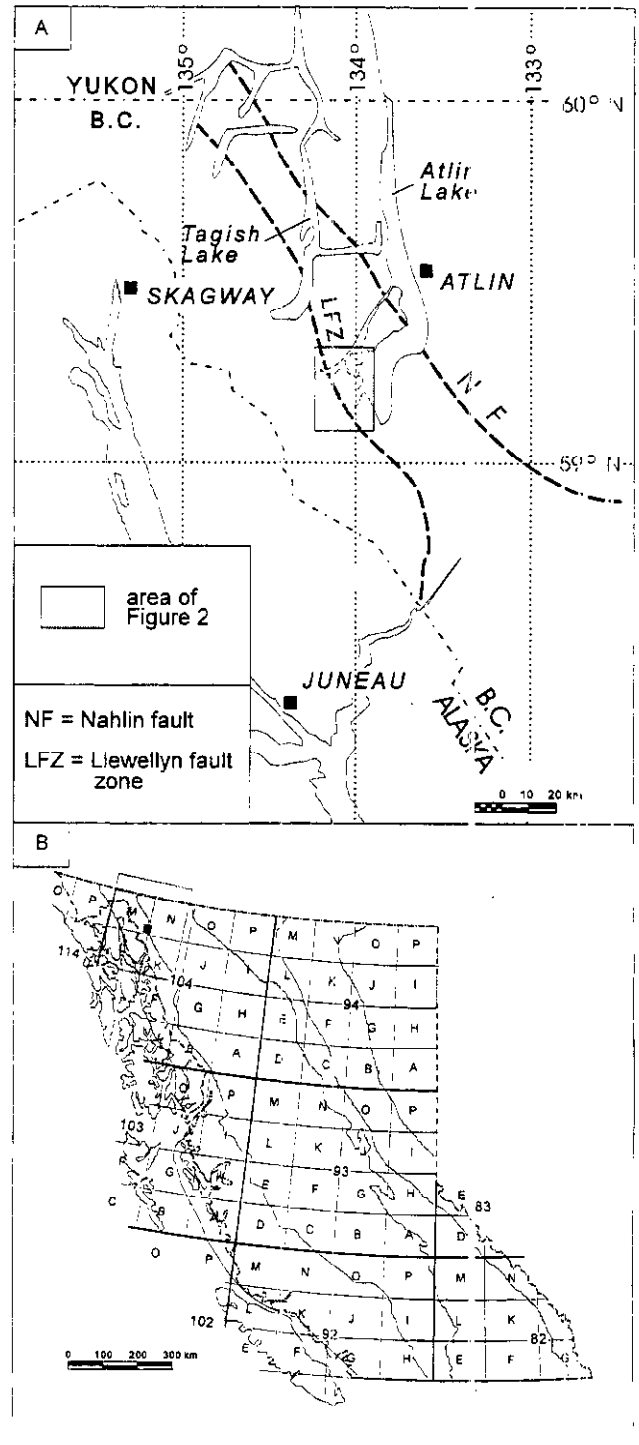 A
135°
134°
133°
YUKON
B.C.
60° N
Atlin
Lake
Tagish
Lake
ATLIN
SKAGWAY
LFZ
N F
59° N
area of
Figure 2
JUNEAU
B.C.
ALASKA
NF = Nahlin fault
LFZ = Llewellyn fault
zone
0 10 20 km
B
O P M N O P M O P
114 K J I L K J I
104 94
G H E F G H
B A D C B A
O P M N O P
103 J L K J I
93
G E F G H E 83
C B A D C B A D
O P M N O P M N
102 L K J I L K
92 82
E F G H E F G
0 100 200 300 km